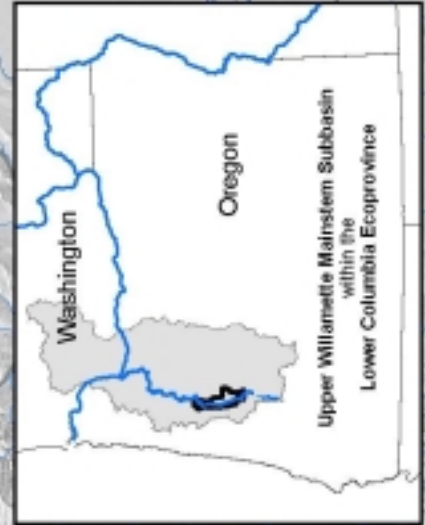 Washington
Oregon
Upper Willamette Mainstem Subbasin
within the
Lower Columbia Ecoprovince